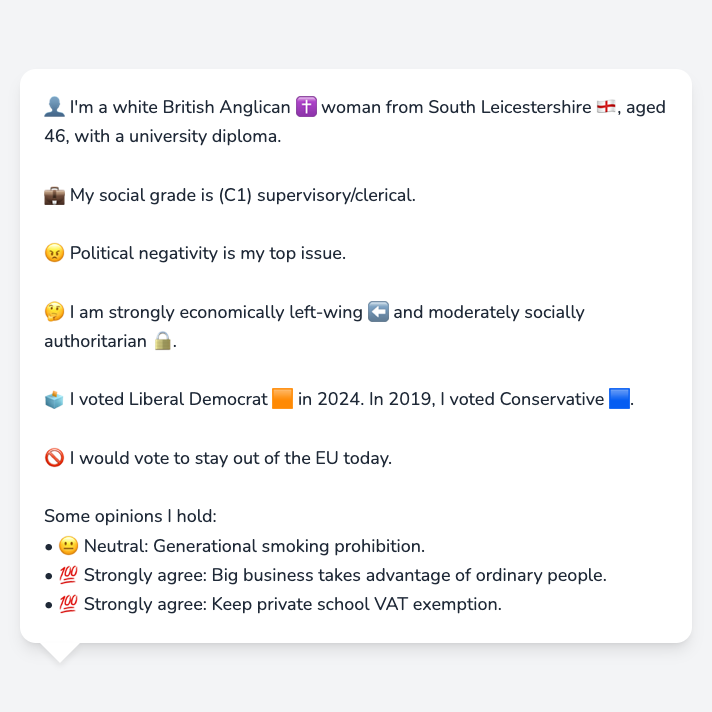 👤 I'm a white British Anglican ✝️ woman from South Leicestershire 🏴󠁧󠁢󠁥󠁮󠁧󠁿, aged
46, with a university diploma.
💼 My social grade is (C1) supervisory/clerical.
😠 Political negativity is my top issue.
🤔 I am strongly economically left-wing ⬅️ and moderately socially
authoritarian 🔒.
🗳️ I voted Liberal Democrat 🟧 in 2024. In 2019, I voted Conservative 🟦.
🚫 I would vote to stay out of the EU today.
Some opinions I hold:
• 😐 Neutral: Generational smoking prohibition.
• 💯 Strongly agree: Big business takes advantage of ordinary people.
• 💯 Strongly agree: Keep private school VAT exemption.